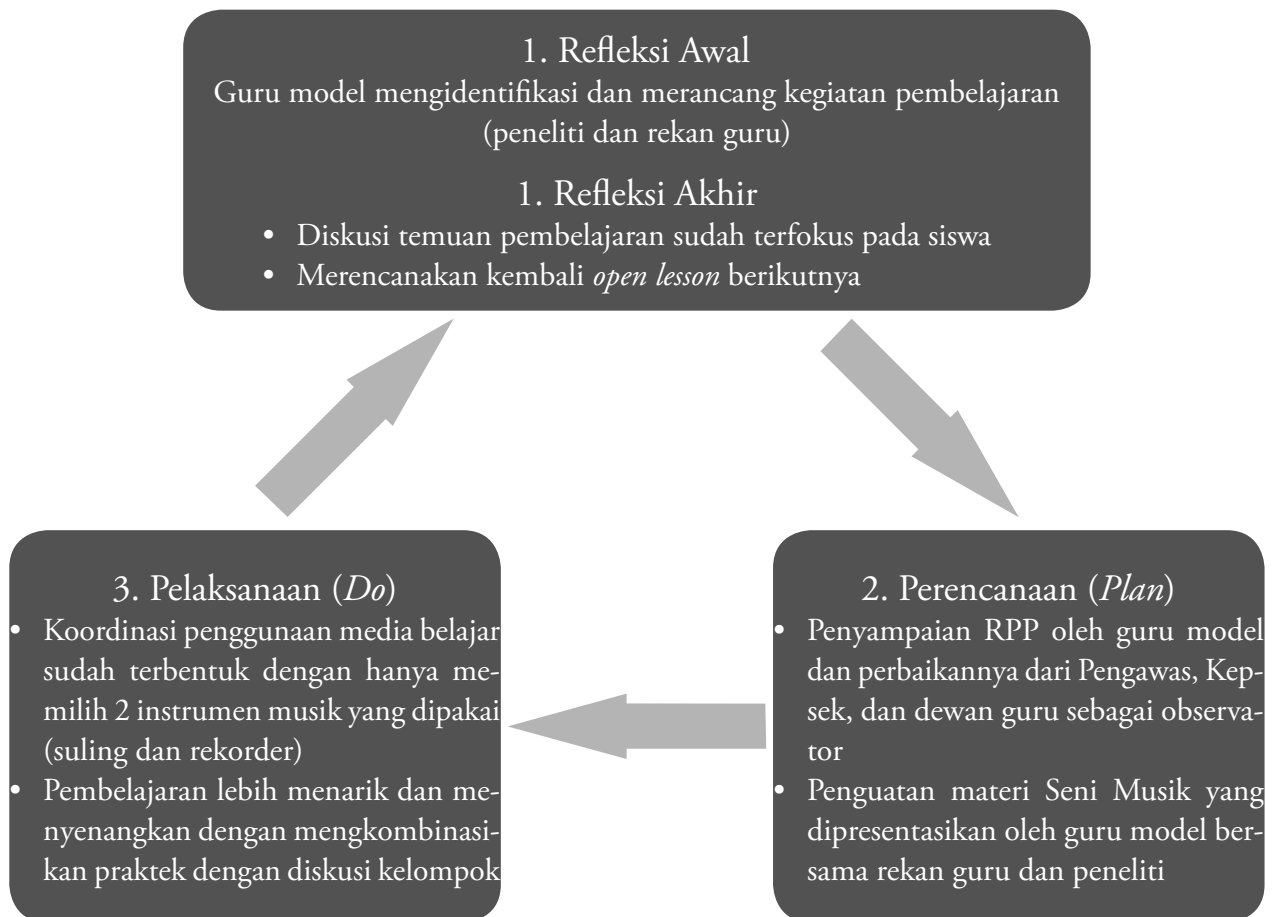 1. Refleksi Awal
Guru model mengidentifikasi dan merancang kegiatan pembelajaran
(peneliti dan rekan guru)
1. Refleksi Akhir
• Diskusi temuan pembelajaran sudah terfokus pada siswa
• Merencanakan kembali open lesson berikutnya
3. Pelaksanaan (Do)
• Koordinasi penggunaan media belajar
sudah terbentuk dengan hanya me-
milih 2 instrumen musik yang dipakai
(suling dan rekorder)
• Pembelajaran lebih menarik dan me-
nyenangkan dengan mengkombinasi-
kan praktek dengan diskusi kelompok
2. Perencanaan (Plan)
• Penyampaian RPP oleh guru model
dan perbaikannya dari Pengawas, Kep-
sek, dan dewan guru sebagai observa-
tor
• Penguatan materi Seni Musik yang
dipresentasikan oleh guru model ber-
sama rekan guru dan peneliti